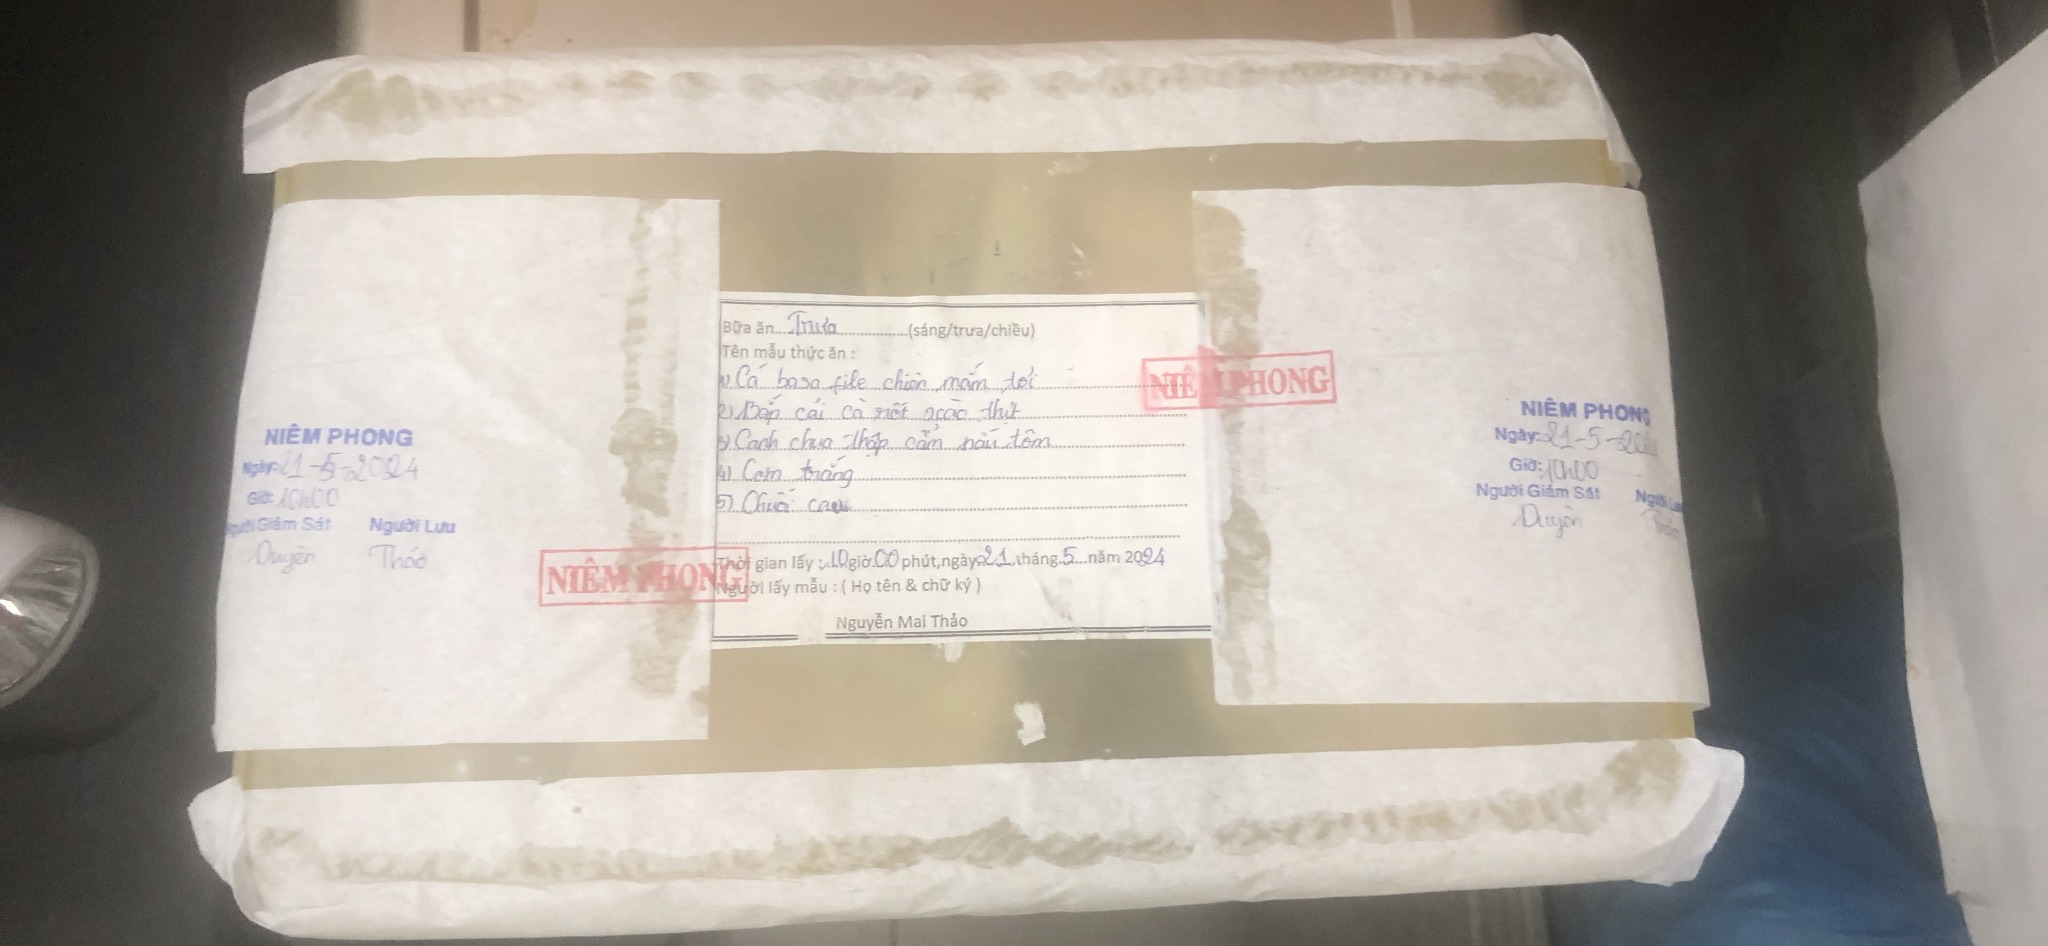 Bữa ăn....Trưa..................(sáng/trưa/chiều)
Tên mẫu thức ăn :
1) Cá basa file chiên mắm tỏi
2) Bắp cải cà rốt xào thịt
3) Canh chua thập cẩm nấu tôm
4) Cơm trắng
5) Chuối cau
Thời gian lấy :.10giờ.00 phút,ngày.21.tháng.5....năm 2024
Người lấy mẫu : ( Họ tên & chữ ký )
Nguyễn Mai Thảo
NIÊM PHONG
NIÊM PHONG
NIÊM PHONG
Ngày: 21-5-2024
Giờ: 10h00
Người Giám Sát Người Lưu
Duyên Thảo
NIÊM PHONG
Ngày: 21-5-2024
Giờ: 10h00
Người Giám Sát Người Lưu
Duyên